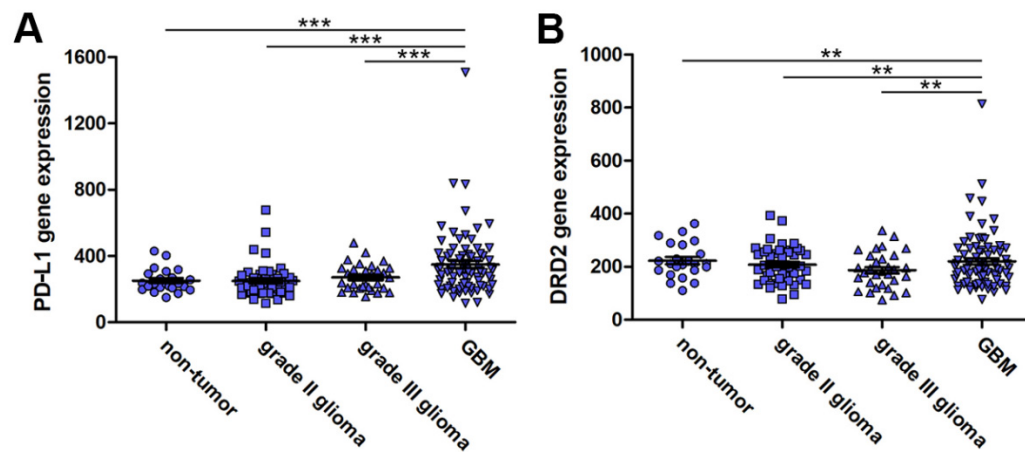 A
PD-L1 gene expression
1600
1200
800
400
0
***
***
***
non-tumor
grade II glioma
grade III glioma
GBM
B
DRD2 gene expression
1000
800
600
400
200
0
**
**
**
non-tumor
grade II glioma
grade III glioma
GBM